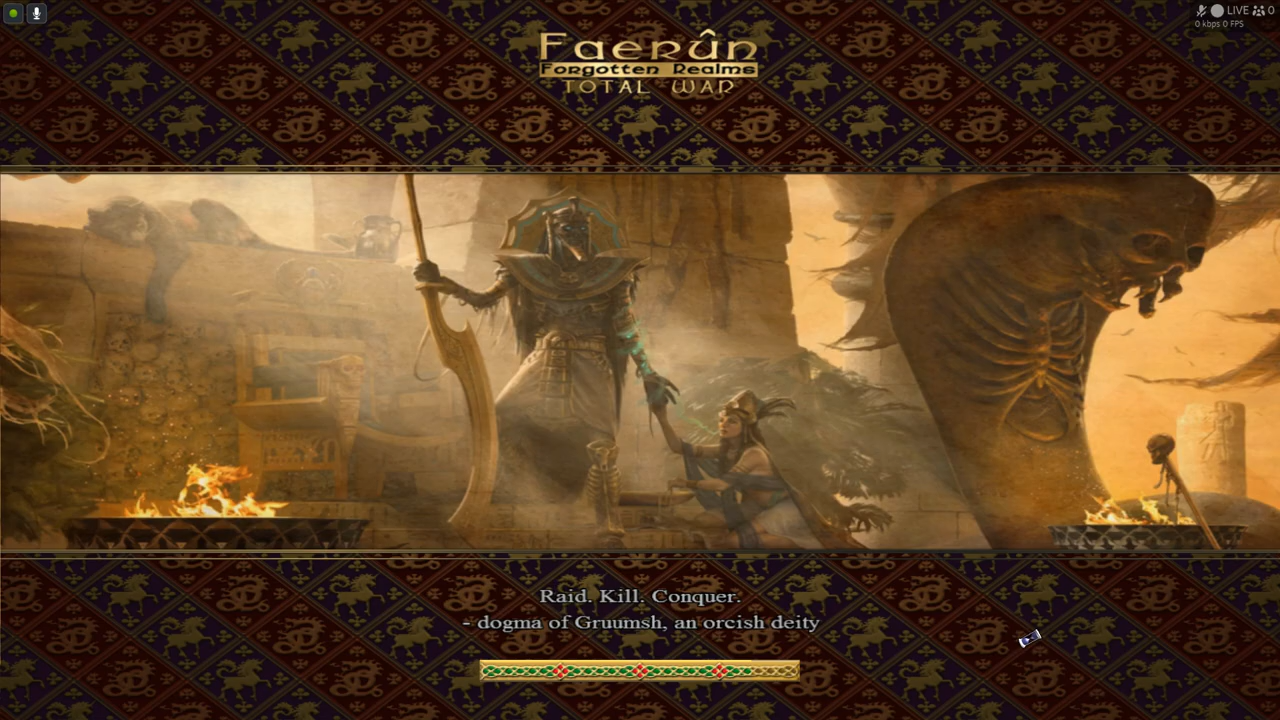 LIVE 0
0 kbps 0 FPS
Faerûn
Forgotten Realms
TOTAL WAR
Raid. Kill. Conquer.
- dogma of Gruumsh, an orcish deity